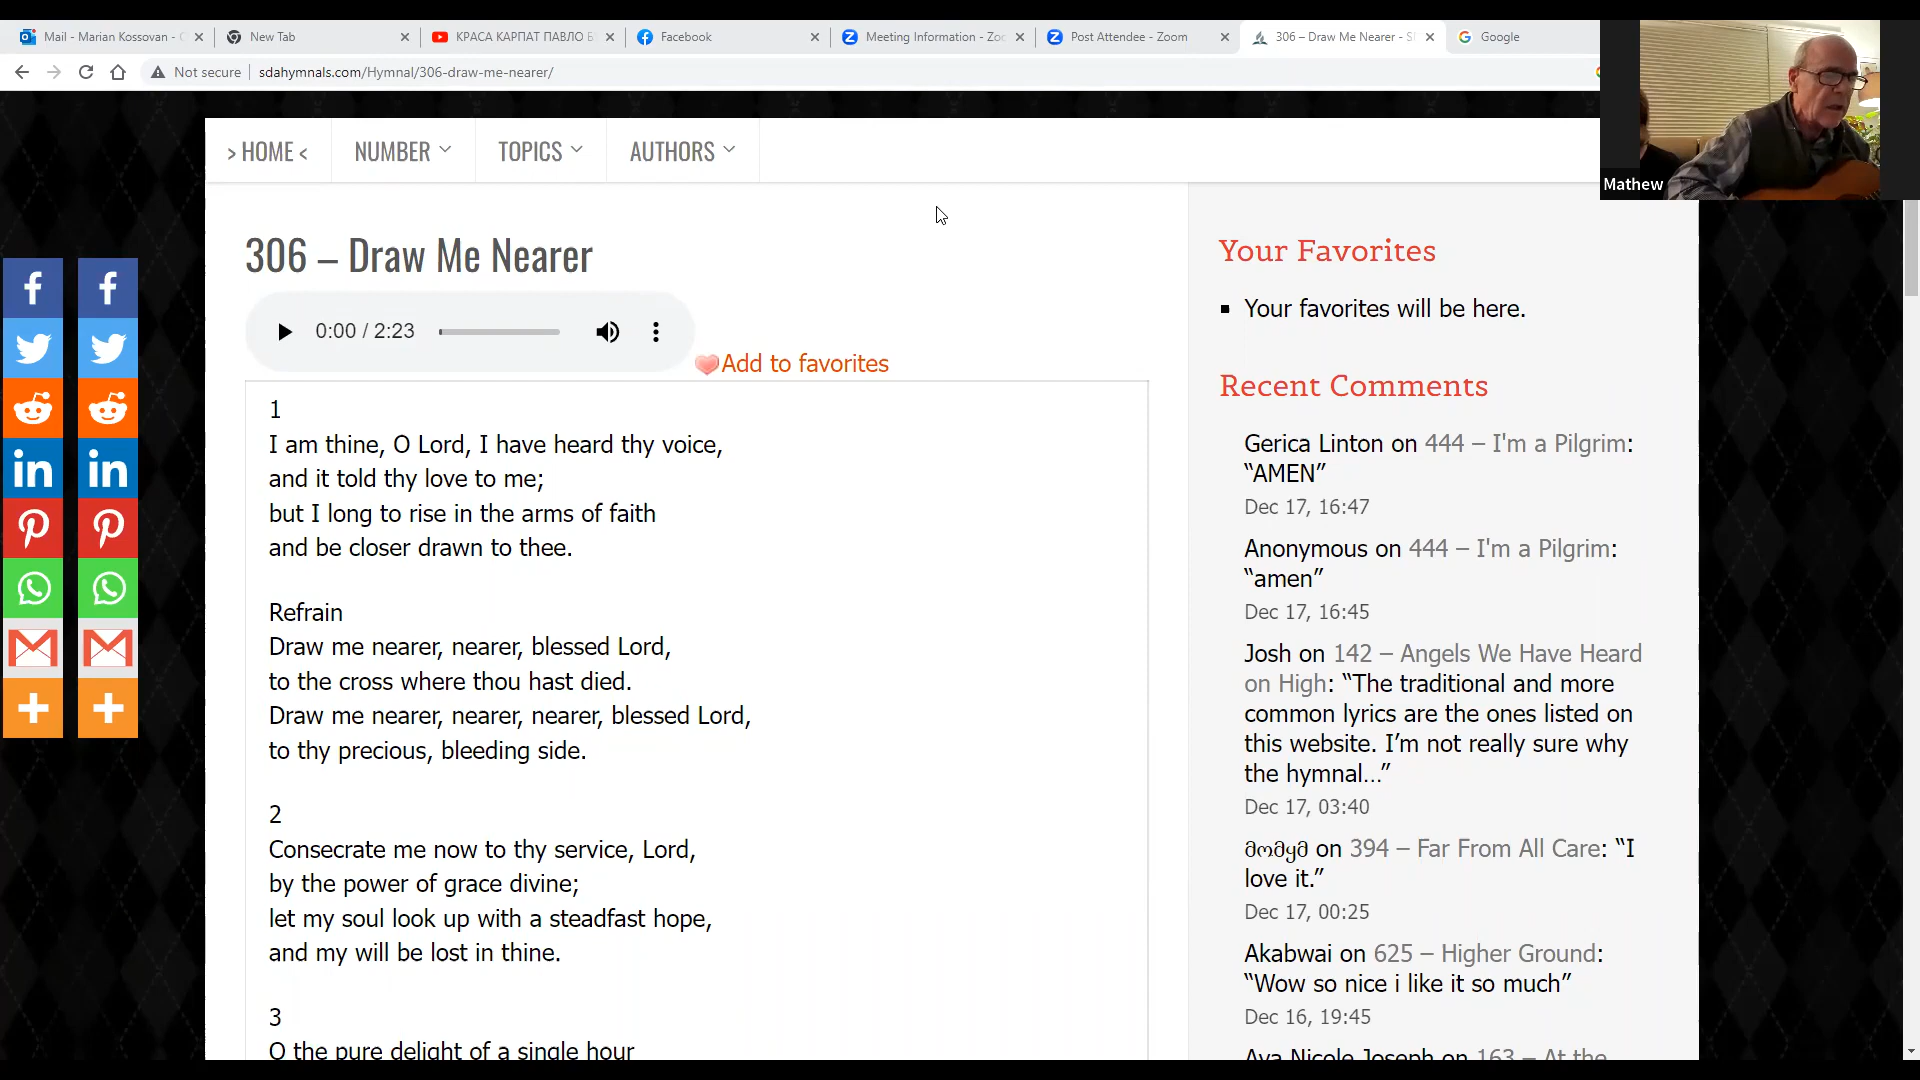 Mail - Marian Kossovan -
New Tab
КРАСА КАРПАТ ПАВЛО
Facebook
Meeting Information - Zoo
Post Attendee - Zoom
306 – Draw Me Nearer -
Google
Not secure
sdahymnals.com/Hymnal/306-draw-me-nearer/
Mathew
> HOME <
NUMBER
TOPICS
AUTHORS
306 – Draw Me Nearer
0:00 / 2:23
Add to favorites
1
I am thine, O Lord, I have heard thy voice,
and it told thy love to me;
but I long to rise in the arms of faith
and be closer drawn to thee.
Refrain
Draw me nearer, nearer, blessed Lord,
to the cross where thou hast died.
Draw me nearer, nearer, nearer, blessed Lord,
to thy precious, bleeding side.
2
Consecrate me now to thy service, Lord,
by the power of grace divine;
let my soul look up with a steadfast hope,
and my will be lost in thine.
3
O the pure delight of a single hour
Your Favorites
Your favorites will be here.
Recent Comments
Gerica Linton on 444 – I'm a Pilgrim:
“AMEN”
Dec 17, 16:47
Anonymous on 444 – I'm a Pilgrim:
“amen”
Dec 17, 16:45
Josh on 142 – Angels We Have Heard
on High: “The traditional and more
common lyrics are the ones listed on
this website. I’m not really sure why
the hymnal…”
Dec 17, 03:40
მომყმ on 394 – Far From All Care: “I
love it.”
Dec 17, 00:25
Akabwai on 625 – Higher Ground:
“Wow so nice i like it so much”
Dec 16, 19:45
Ava Nicole Joseph on 163 – At the